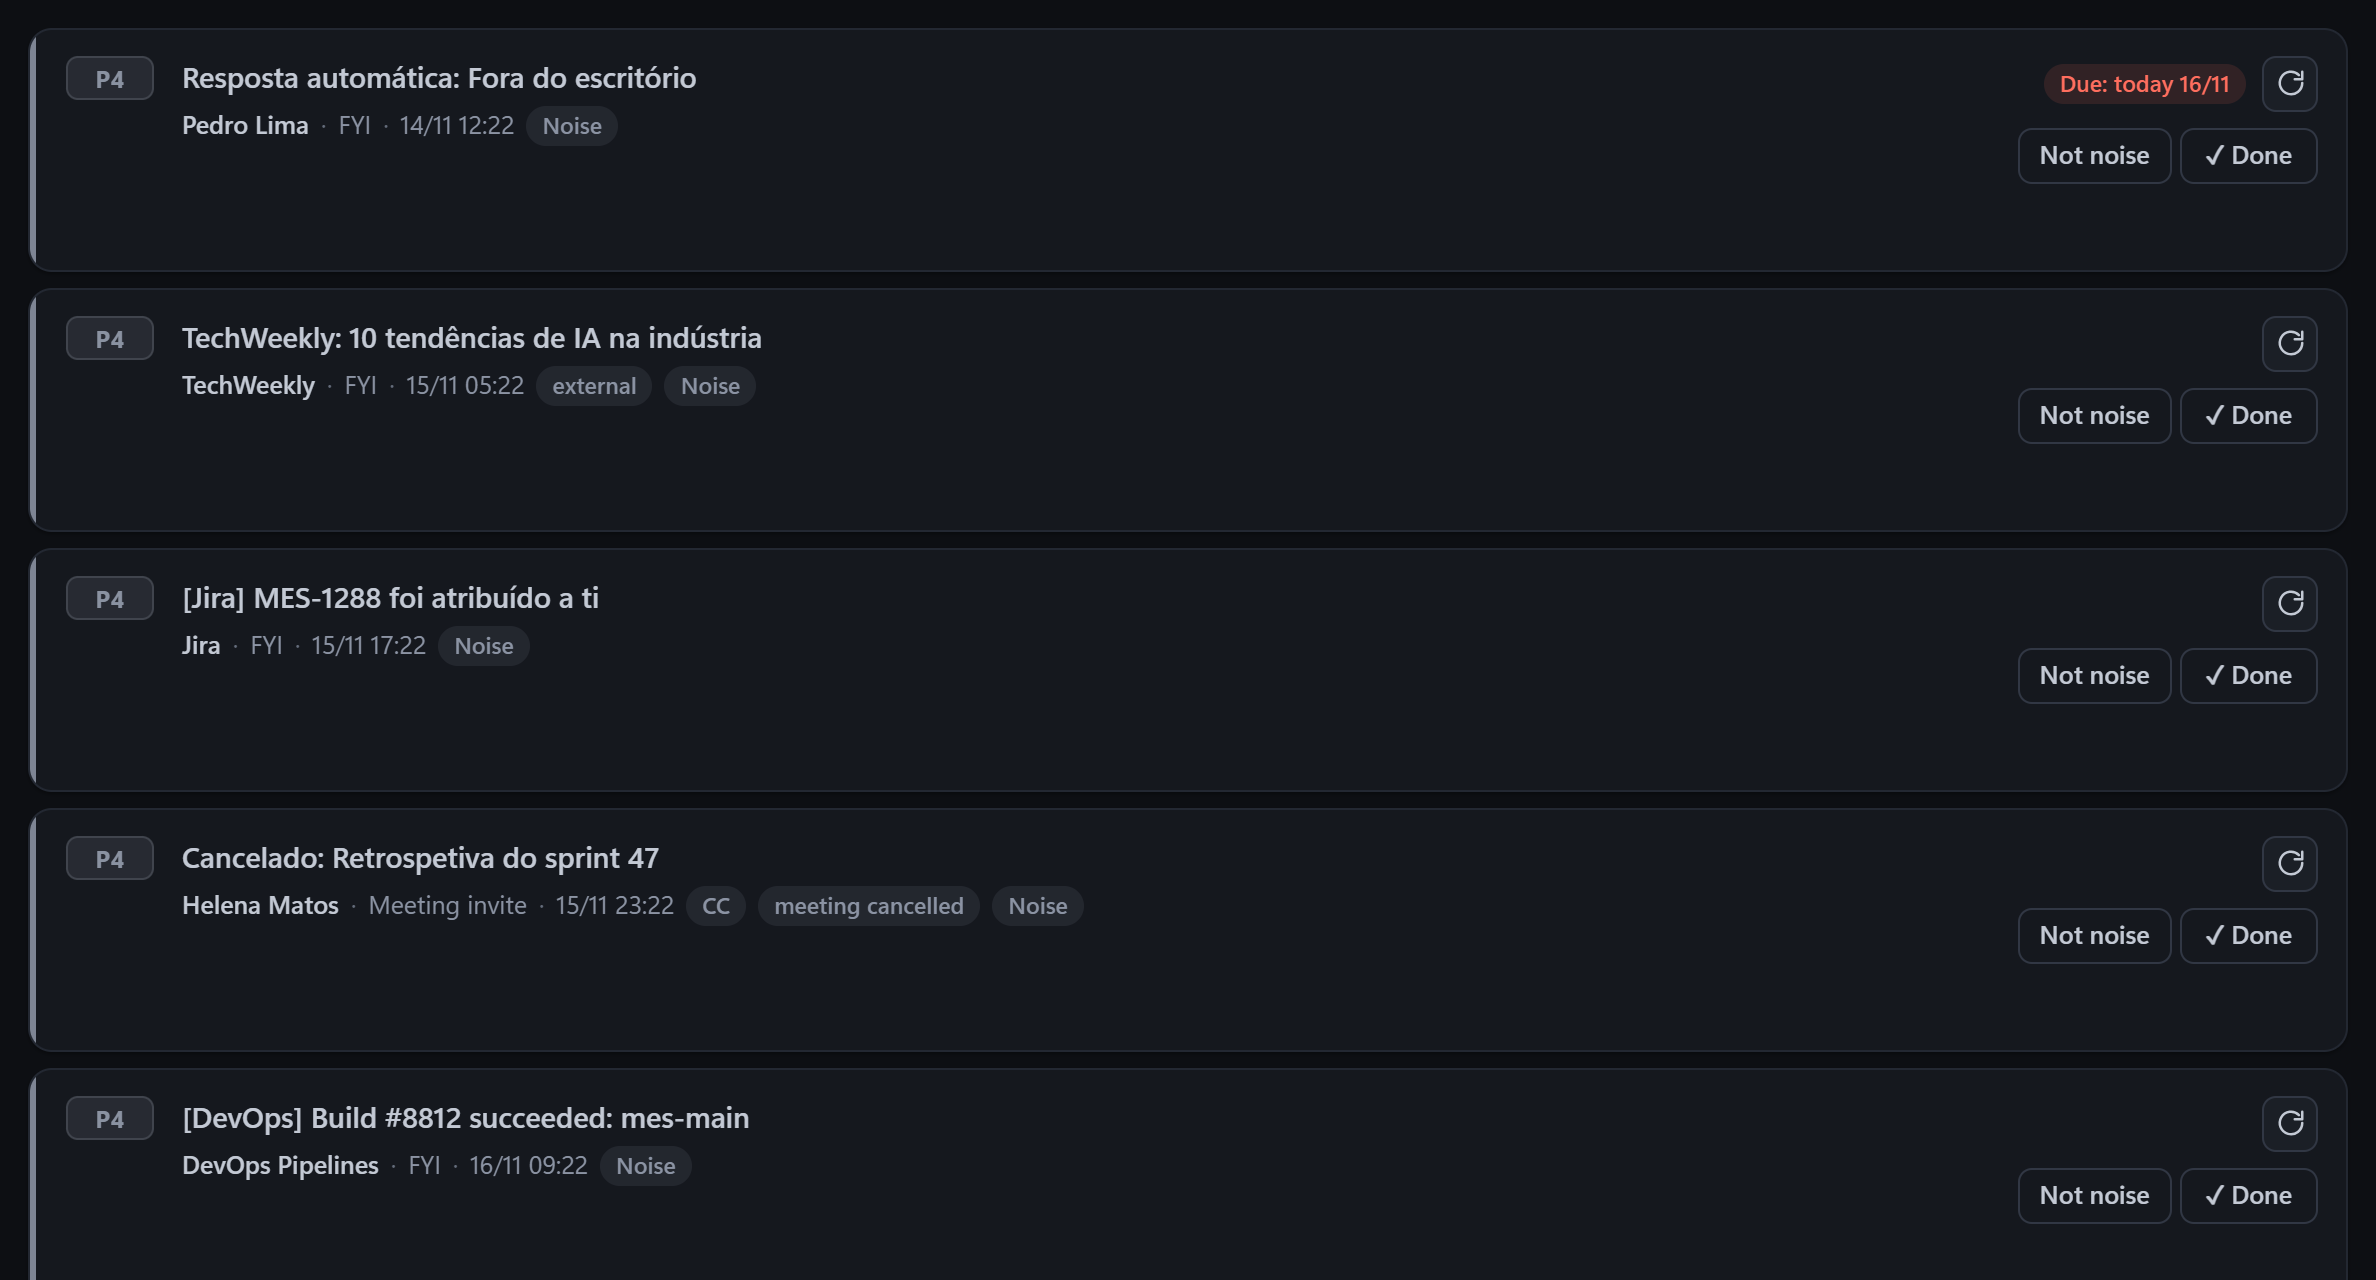 P4 Resposta automática: Fora do escritório Due: today 16/11
Pedro Lima · FYI · 14/11 12:22 Noise
Not noise ✓ Done
P4 TechWeekly: 10 tendências de IA na indústria
TechWeekly · FYI · 15/11 05:22 external Noise
Not noise ✓ Done
P4 [Jira] MES-1288 foi atribuído a ti
Jira · FYI · 15/11 17:22 Noise
Not noise ✓ Done
P4 Cancelado: Retrospetiva do sprint 47
Helena Matos · Meeting invite · 15/11 23:22 CC meeting cancelled Noise
Not noise ✓ Done
P4 [DevOps] Build #8812 succeeded: mes-main
DevOps Pipelines · FYI · 16/11 09:22 Noise
Not noise ✓ Done